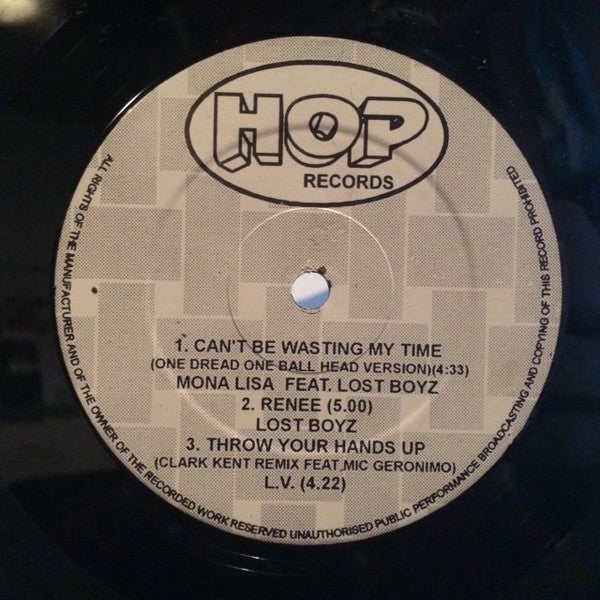 HOP
RECORDS
1. CAN'T BE WASTING MY TIME
(ONE DREAD ONE BALL HEAD VERSION)(4:33)
MONA LISA FEAT. LOST BOYZ
2. RENEE (5.00)
LOST BOYZ
3. THROW YOUR HANDS UP
(CLARK KENT REMIX FEAT.MIC GERONIMO)
L.V. (4.22)
ALL RIGHTS OF THE MANUFACTURER AND OF THE OWNER OF THE RECORDED WORK RESERVED UNAUTHORISED PUBLIC PERFORMANCE BROADCASTING AND COPYING OF THIS RECORD PROHIBITED